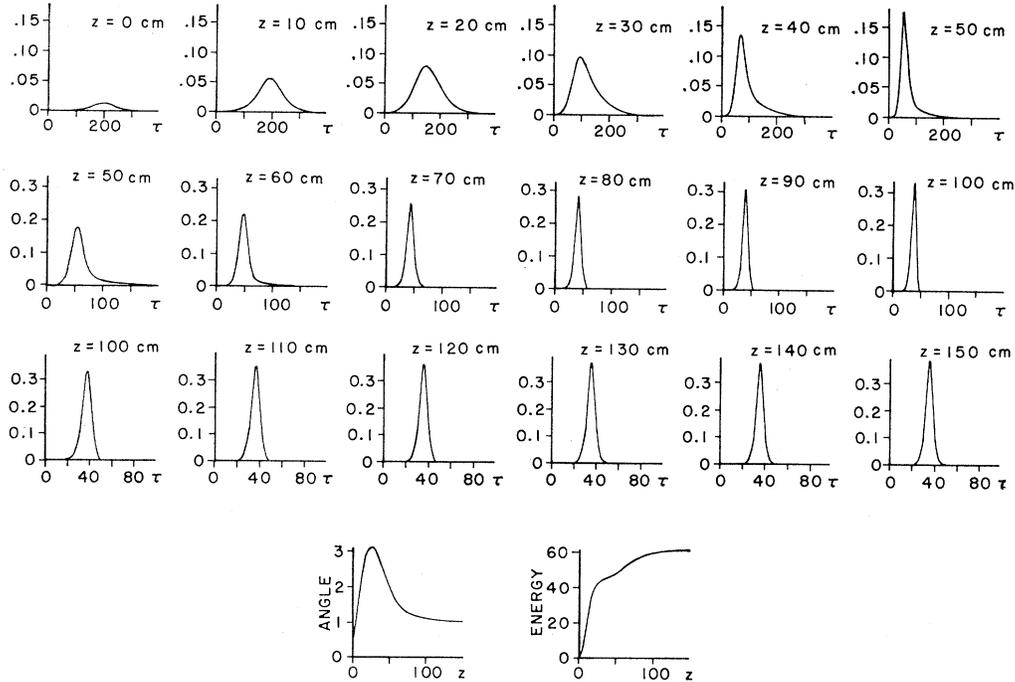 z = 0 cm
.15
.10
.05
0
0 200 τ
z = 10 cm
.15
.10
.05
0
0 200 τ
z = 20 cm
.15
.10
.05
0
0 200 τ
z = 30 cm
.15
.10
.05
0
0 200 τ
z = 40 cm
.15
.10
.05
0
0 200 τ
z = 50 cm
.15
.10
.05
0
0 200 τ
z = 50 cm
0.3
0.2
0.1
0
0 100 τ
z = 60 cm
0.3
0.2
0.1
0
0 100 τ
z = 70 cm
0.3
0.2
0.1
0
0 100 τ
z = 80 cm
0.3
0.2
0.1
0
0 100 τ
z = 90 cm
0.3
0.2
0.1
0
0 100 τ
z = 100 cm
0.3
0.2
0.1
0
0 100 τ
z = 100 cm
0.3
0.2
0.1
0
0 40 80 τ
z = 110 cm
0.3
0.2
0.1
0
0 40 80 τ
z = 120 cm
0.3
0.2
0.1
0
0 40 80 τ
z = 130 cm
0.3
0.2
0.1
0
0 40 80 τ
z = 140 cm
0.3
0.2
0.1
0
0 40 80 τ
z = 150 cm
0.3
0.2
0.1
0
0 40 80 τ
ANGLE
3
2
1
0
0 100 z
ENERGY
60
40
20
0
0 100 z